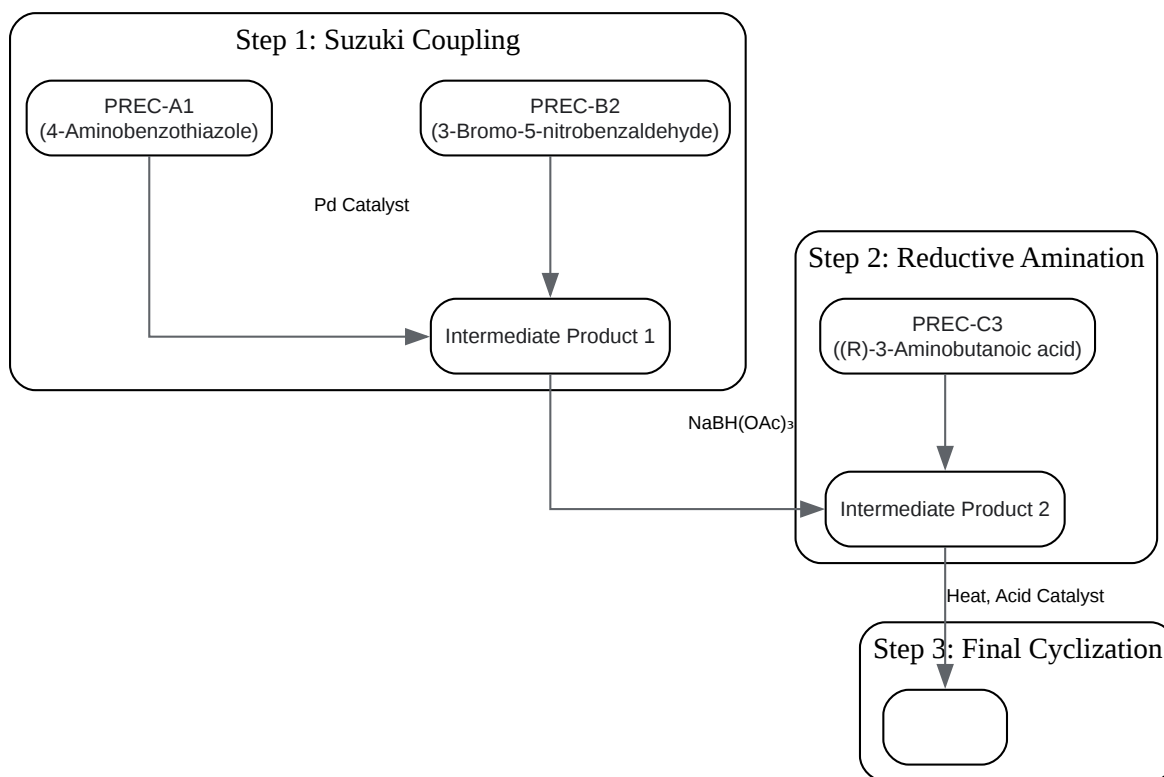 Step 1: Suzuki Coupling
PREC-A1
(4-Aminobenzothiazole)
PREC-B2
(3-Bromo-5-nitrobenzaldehyde)
Pd Catalyst
Intermediate Product 1
Step 2: Reductive Amination
PREC-C3
((R)-3-Aminobutanoic acid)
NaBH(OAc)₃
Intermediate Product 2
Heat, Acid Catalyst
Step 3: Final Cyclization